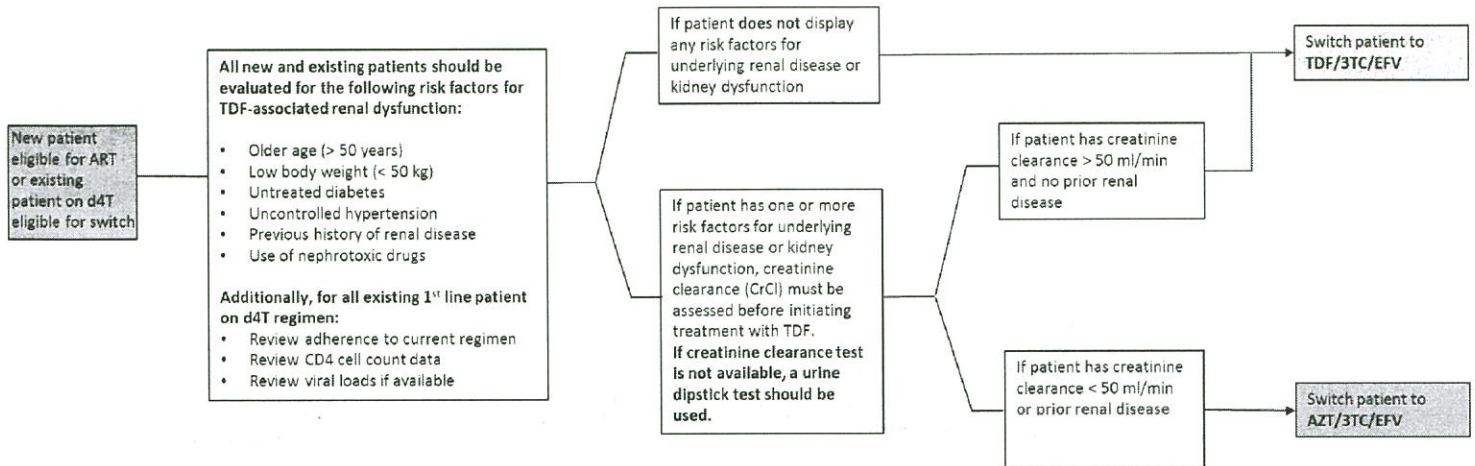 New patient
eligible for ART
or existing
patient on d4T
eligible for switch
All new and existing patients should be
evaluated for the following risk factors for
TDF-associated renal dysfunction:
• Older age (> 50 years)
• Low body weight (< 50 kg)
• Untreated diabetes
• Uncontrolled hypertension
• Previous history of renal disease
• Use of nephrotoxic drugs
Additionally, for all existing 1st line patient
on d4T regimen:
• Review adherence to current regimen
• Review CD4 cell count data
• Review viral loads if available
If patient does not display
any risk factors for
underlying renal disease or
kidney dysfunction
If patient has one or more
risk factors for underlying
renal disease or kidney
dysfunction, creatinine
clearance (CrCl) must be
assessed before initiating
treatment with TDF.
If creatinine clearance test
is not available, a urine
dipstick test should be
used.
If patient has creatinine
clearance > 50 ml/min
and no prior renal
disease
If patient has creatinine
clearance < 50 ml/min
or prior renal disease
Switch patient to
TDF/3TC/EFV
Switch patient to
AZT/3TC/EFV